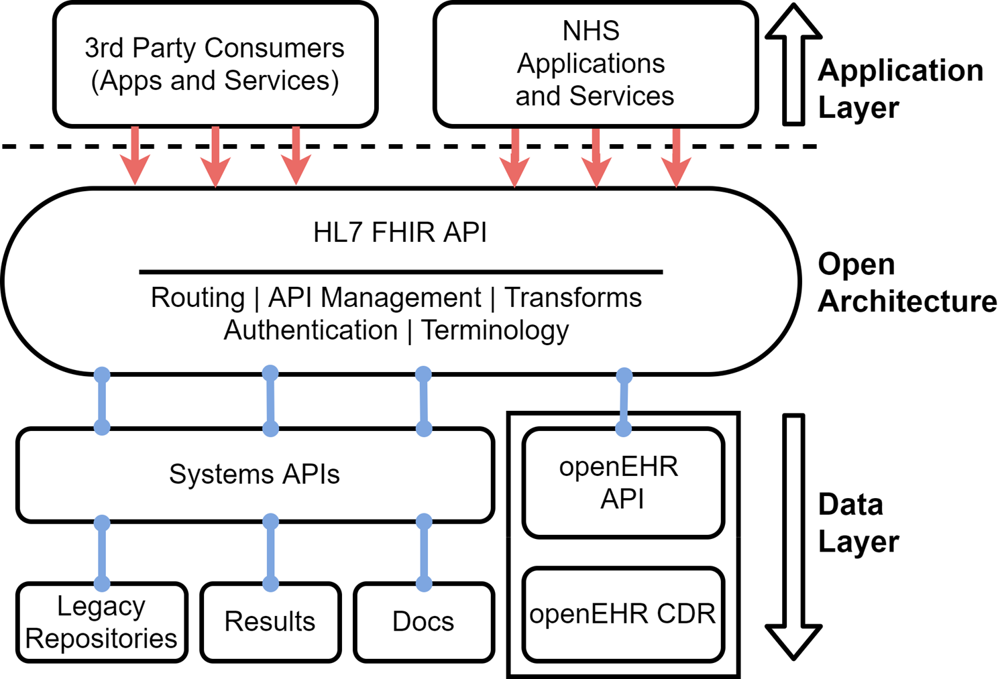 3rd Party Consumers
(Apps and Services)
NHS
Applications
and Services
Application
Layer
HL7 FHIR API
Routing | API Management | Transforms
Authentication | Terminology
Open
Architecture
Systems APIs
openEHR
API
Data
Layer
Legacy
Repositories
Results
Docs
openEHR CDR